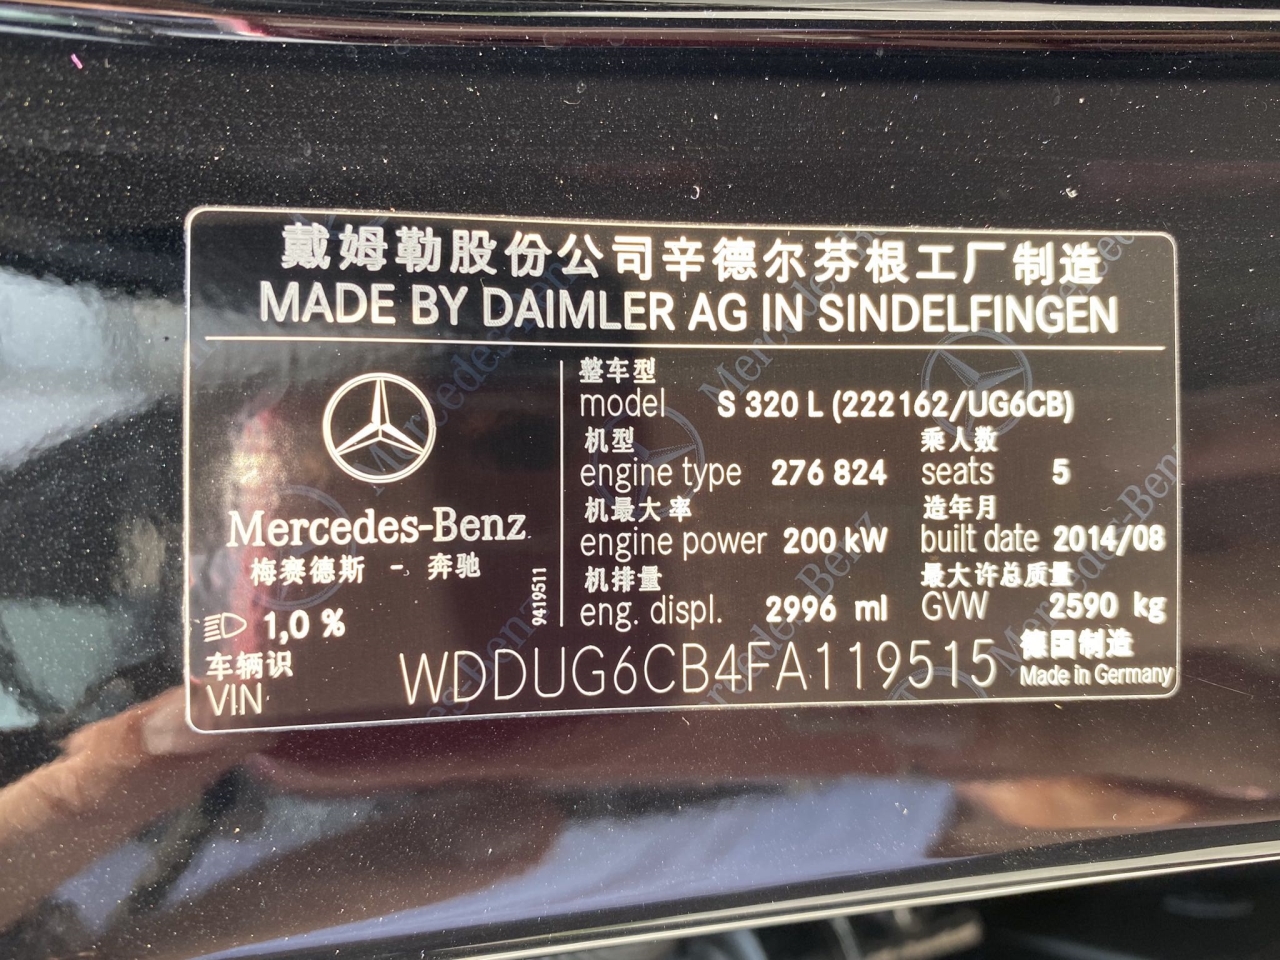 戴姆勒股份公司辛德尔芬根工厂制造
MADE BY DAIMLER AG IN SINDELFINGEN
Mercedes-Benz
梅赛德斯 - 奔驰
1,0 %
9419511
整车型
model S 320 L (222162/UG6CB)
机型 乘人数
engine type 276 824 seats 5
机最大率 造年月
engine power 200 kW built date 2014/08
机排量 最大许总质量
eng. displ. 2996 ml GVW 2590 kg
车辆识
VIN WDDUG6CB4FA119515
德国制造
Made in Germany